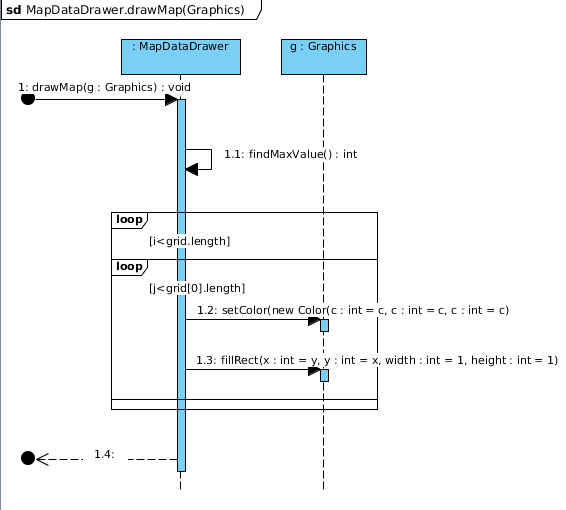 sd MapDataDrawer.drawMap(Graphics)
: MapDataDrawer
g : Graphics
1: drawMap(g : Graphics) : void
1.1: findMaxValue() : int
loop
[i<grid.length]
loop
[j<grid[0].length]
1.2: setColor(new Color(c : int = c, c : int = c, c : int = c)
1.3: fillRect(x : int = y, y : int = x, width : int = 1, height : int = 1)
1.4: